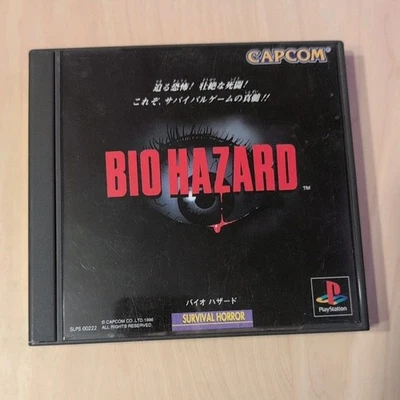 CAPCOM
迫る恐怖! 壮絶な死闘!
これぞ、サバイバルゲームの真髄!!
BIO HAZARD TM
バイオ ハザード
SURVIVAL HORROR
SLPS 00222
© CAPCOM CO.,LTD.1996
ALL RIGHTS RESERVED.
PlayStation